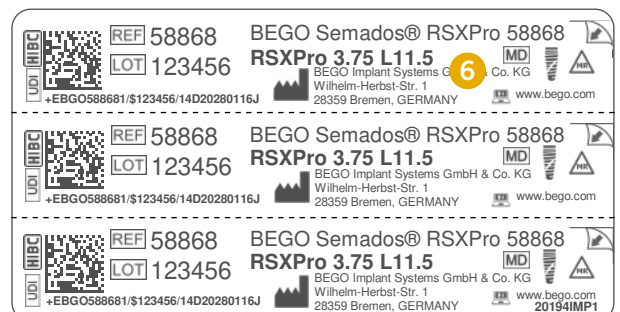 REF 58868 BEGO Semados® RSXPro 58868
UDI HIBC
LOT 123456 RSXPro 3.75 L11.5 MD
BEGO Implant Systems G 6 & Co. KG MR
Wilhelm-Herbst-Str. 1
+EBGO588681/$123456/14D20280116J 28359 Bremen, GERMANY www.bego.com
REF 58868 BEGO Semados® RSXPro 58868
UDI HIBC
LOT 123456 RSXPro 3.75 L11.5 MD
BEGO Implant Systems GmbH & Co. KG MR
Wilhelm-Herbst-Str. 1
+EBGO588681/$123456/14D20280116J 28359 Bremen, GERMANY www.bego.com
REF 58868 BEGO Semados® RSXPro 58868
UDI HIBC
LOT 123456 RSXPro 3.75 L11.5 MD
BEGO Implant Systems GmbH & Co. KG MR
Wilhelm-Herbst-Str. 1 www.bego.com
+EBGO588681/$123456/14D20280116J 28359 Bremen, GERMANY 20194IMP1